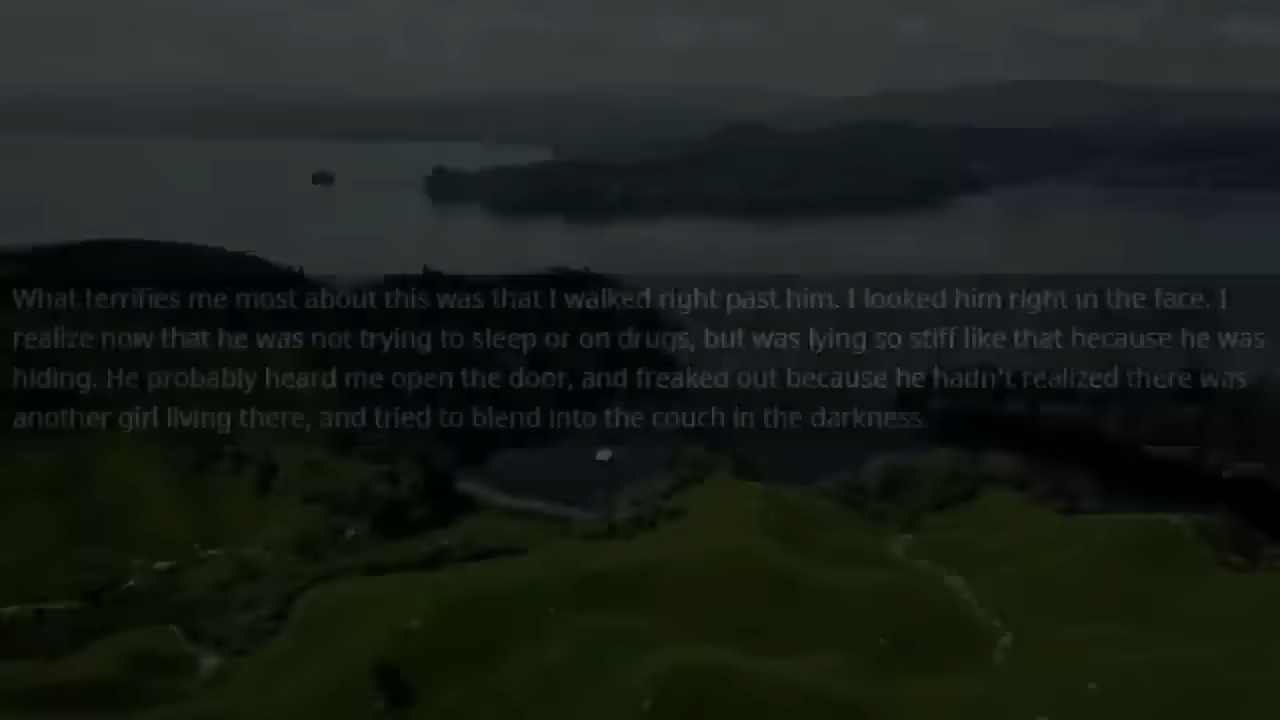 What terrifies me most about this was that I walked right past him. I looked him right in the face. I
realize now that he was not trying to sleep or on drugs, but was lying so stiff like that because he was
hiding. He probably heard me open the door, and freaked out because he hadn't realized there was
another girl living there, and tried to blend into the couch in the darkness.